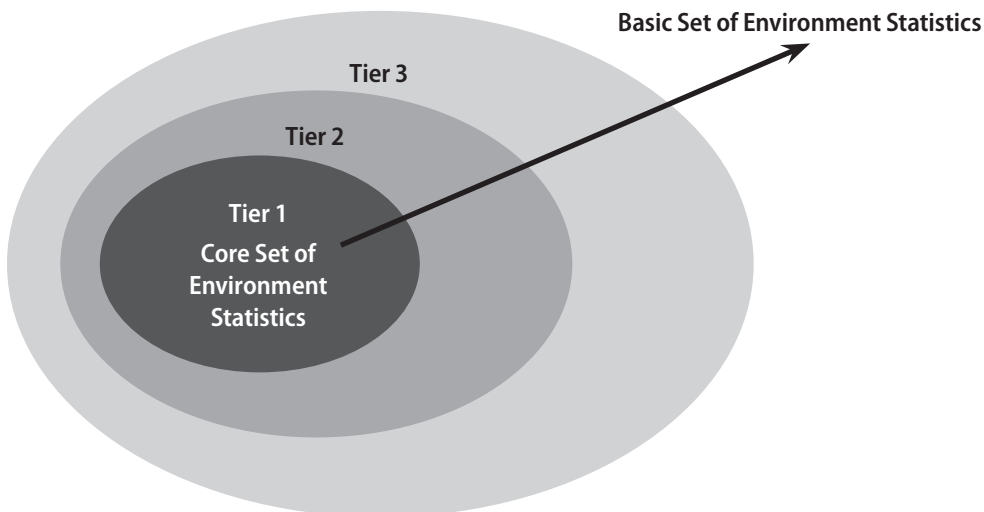 Basic Set of Environment Statistics
Tier 3
Tier 2
Tier 1
Core Set of
Environment
Statistics